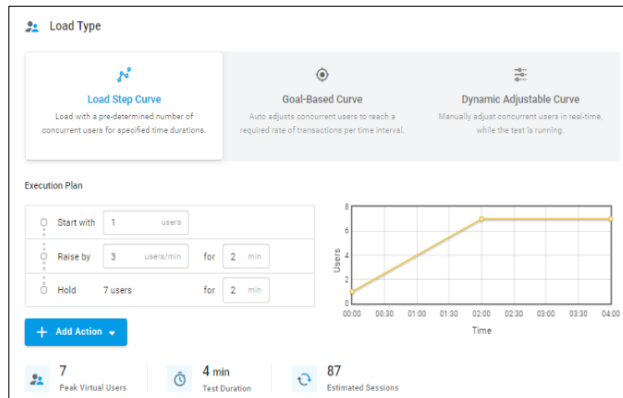 Load Type
Load Step Curve
Load with a pre-determined number of
concurrent users for specified time durations.
Goal-Based Curve
Auto adjusts concurrent users to reach a
required rate of transactions per time interval.
Dynamic Adjustable Curve
Manually adjust concurrent users in real-time,
while the test is running.
Execution Plan
Start with 1 users
Raise by 3 users/min for 2 min
Hold 7 users for 2 min
+ Add Action
8
6
4
2
0
Users
00:00 00:30 01:00 01:30 02:00 02:30 03:00 03:30 04:00
Time
7
Peak Virtual Users
4 min
Test Duration
87
Estimated Sessions